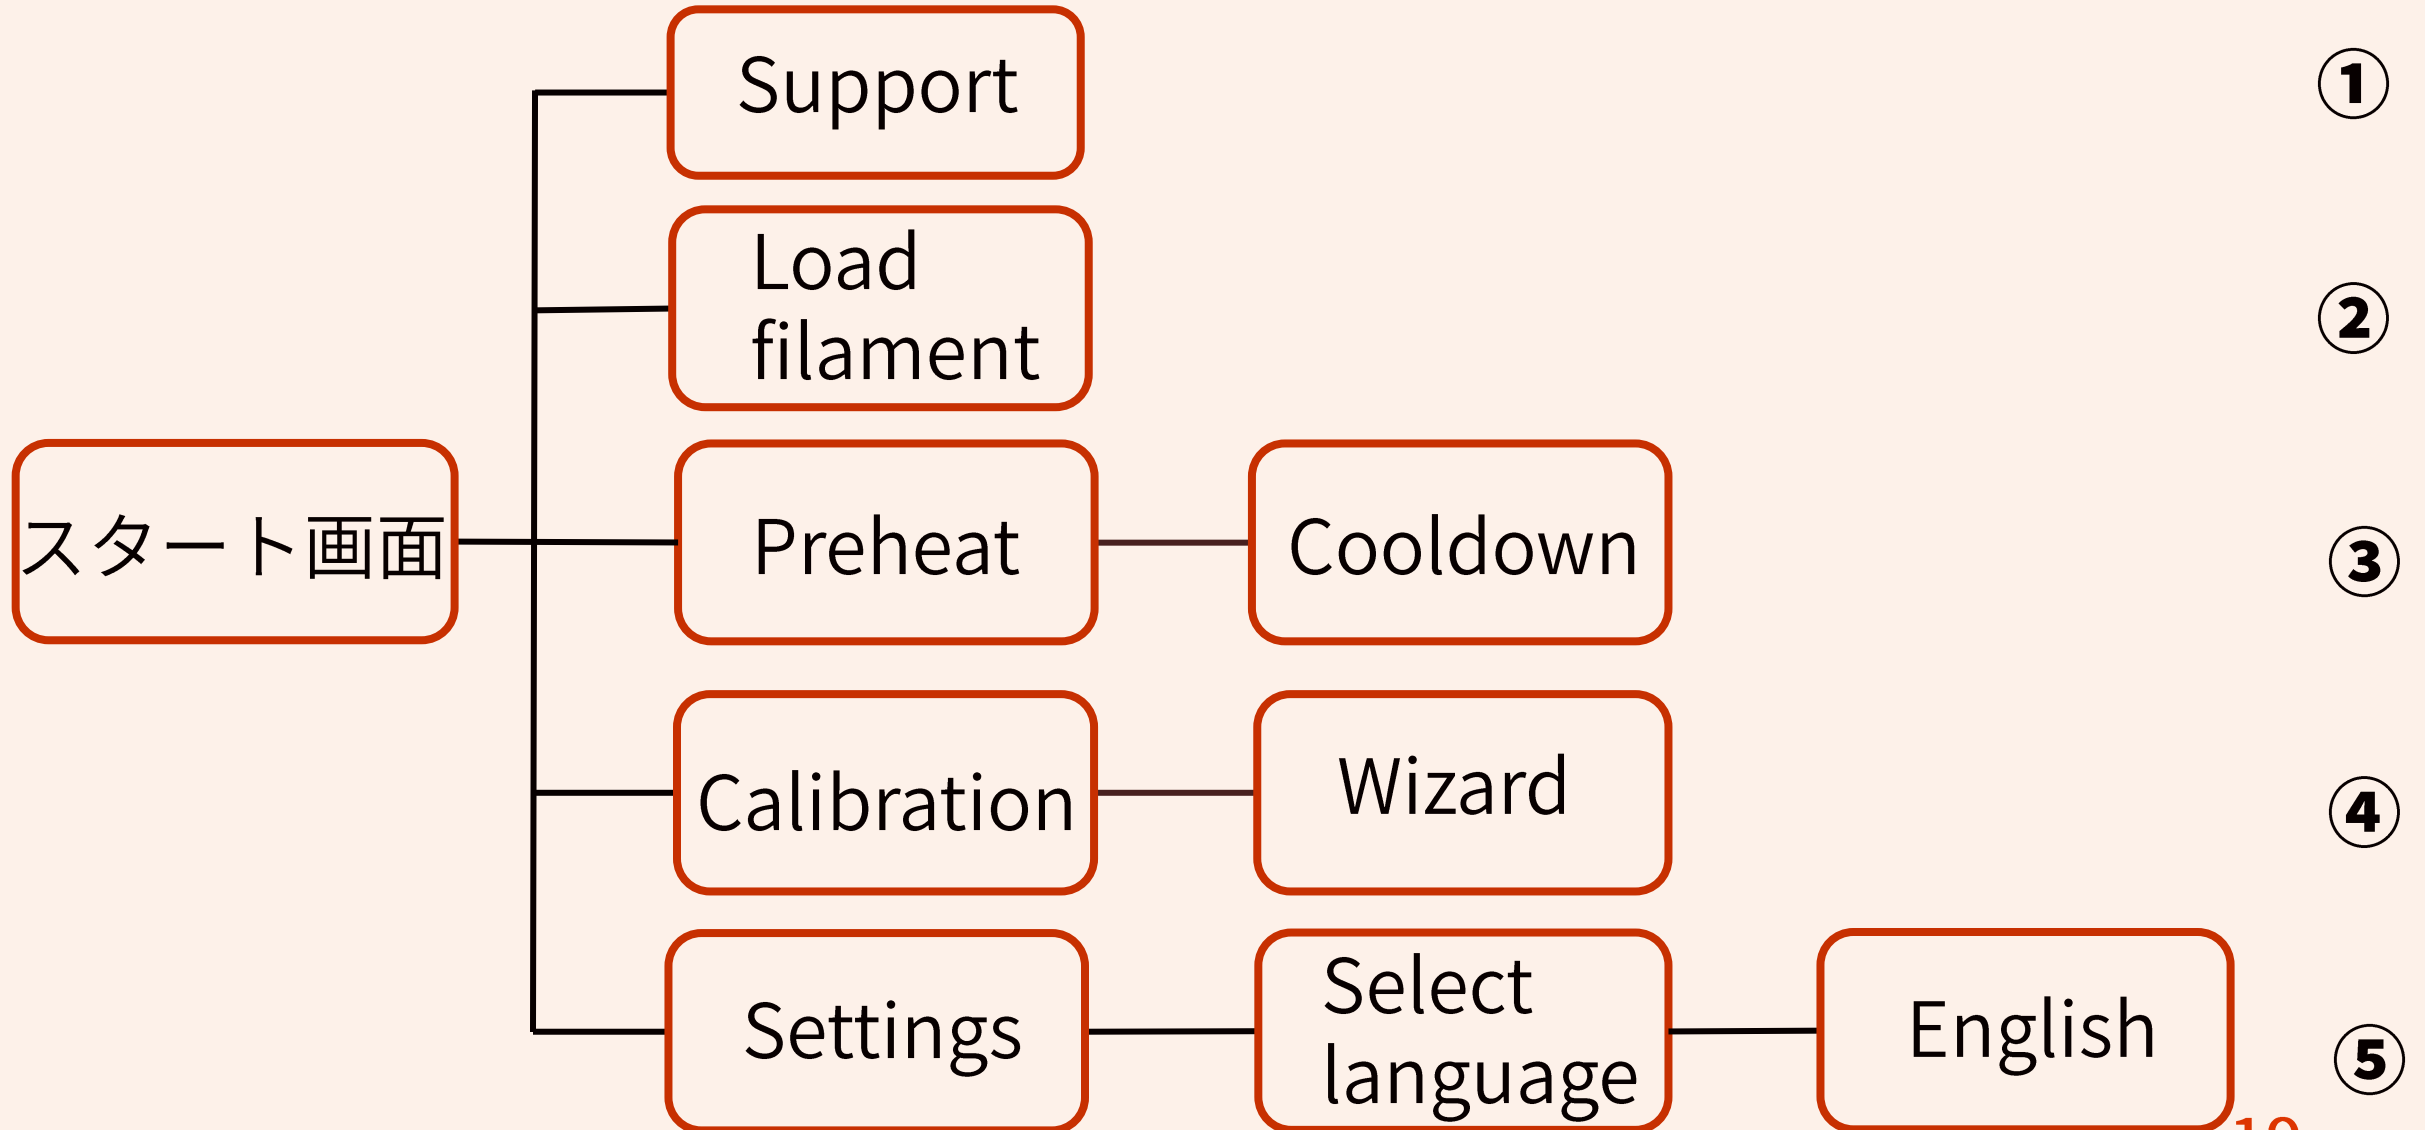 Support
①
Load
filament
②
スタート画面
Preheat
Cooldown
③
Calibration
Wizard
④
Settings
Select
language
English
⑤